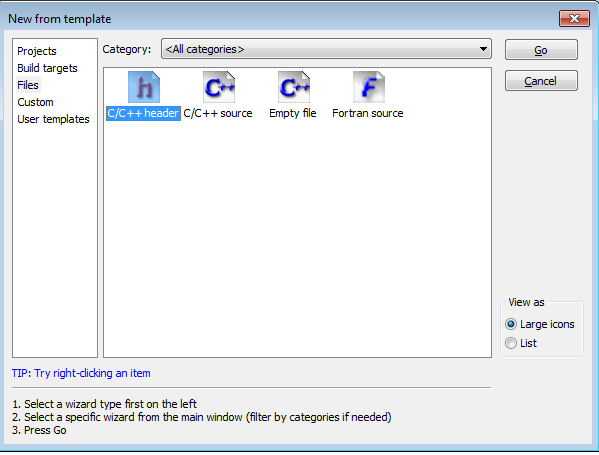 New from template
Projects
Build targets
Files
Custom
User templates
Category:
<All categories>
Go
Cancel
h
C++
C++
F
C/C++ header
C/C++ source
Empty file
Fortran source
View as
Large icons
List
TIP: Try right-clicking an item
1. Select a wizard type first on the left
2. Select a specific wizard from the main window (filter by categories if needed)
3. Press Go